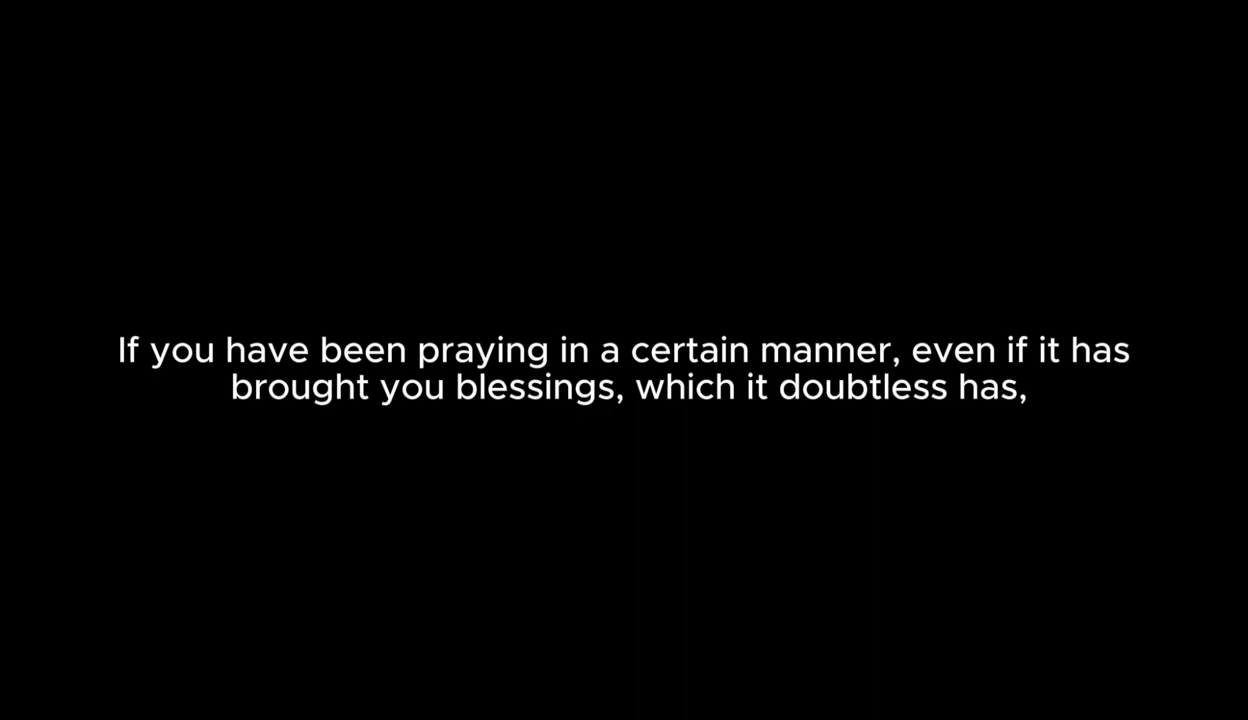 If you have been praying in a certain manner, even if it has
brought you blessings, which it doubtless has,